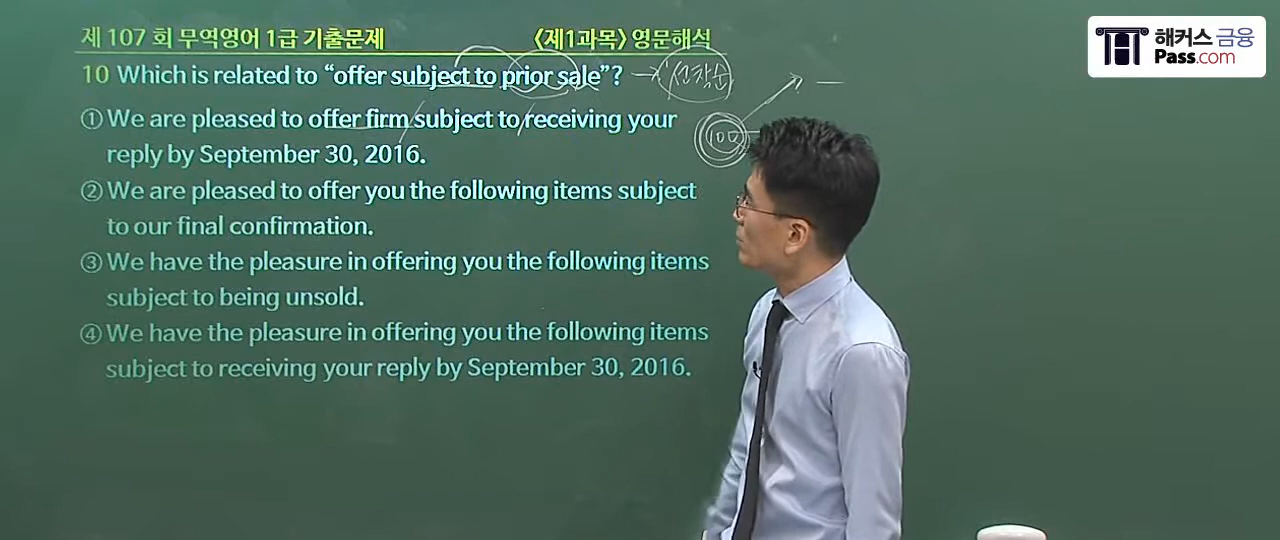 제 107 회 무역영어 1급 기출문제 《제1과목》 영문해석
해커스 금융
Pass.com
10 Which is related to “offer subject to prior sale”? → 선착순
① We are pleased to offer firm subject to receiving your
100
reply by September 30, 2016.
② We are pleased to offer you the following items subject
to our final confirmation.
③ We have the pleasure in offering you the following items
subject to being unsold.
④ We have the pleasure in offering you the following items
subject to receiving your reply by September 30, 2016.